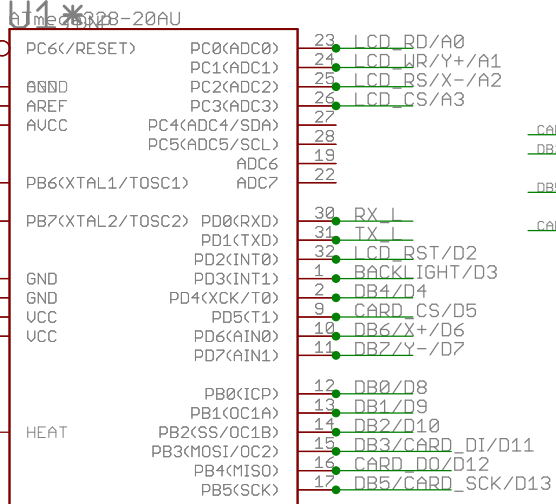 U1*
ATmega328-20AU
PC6(/RESET) PC0(ADC0) 23 LCD_RD/A0
PC1(ADC1) 24 LCD_WR/Y+/A1
PC2(ADC2) 25 LCD_RS/X-/A2
AREF PC3(ADC3) 26 LCD_CS/A3
AVCC PC4(ADC4/SDA) 27
PC5(ADC5/SCL) 28
ADC6 19
PB6(XTAL1/TOSC1) ADC7 22
PB7(XTAL2/TOSC2) PD0(RXD) 30 RX_L
PD1(TXD) 31 TX_L
PD2(INT0) 32 LCD_RST/D2
GND PD3(INT1) 1 BACKLIGHT/D3
GND PD4(XCK/T0) 2 DB4/D4
VCC PD5(T1) 9 CARD_CS/D5
VCC PD6(AIN0) 10 DB6/X+/D6
PD7(AIN1) 11 DB7/Y-/D7
PB0(ICP) 12 DB0/D8
PB1(OC1A) 13 DB1/D9
HEAT PB2(SS/OC1B) 14 DB2/D10
PB3(MOSI/OC2) 15 DB3/CARD_DI/D11
PB4(MISO) 16 CARD_DO/D12
PB5(SCK) 17 DB5/CARD_SCK/D13